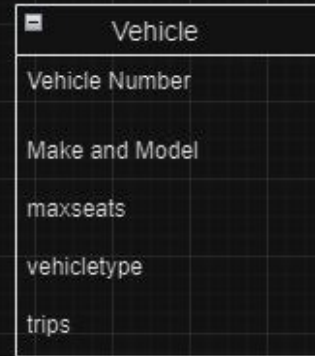 Vehicle
Vehicle Number
Make and Model
maxseats
vehicletype
trips